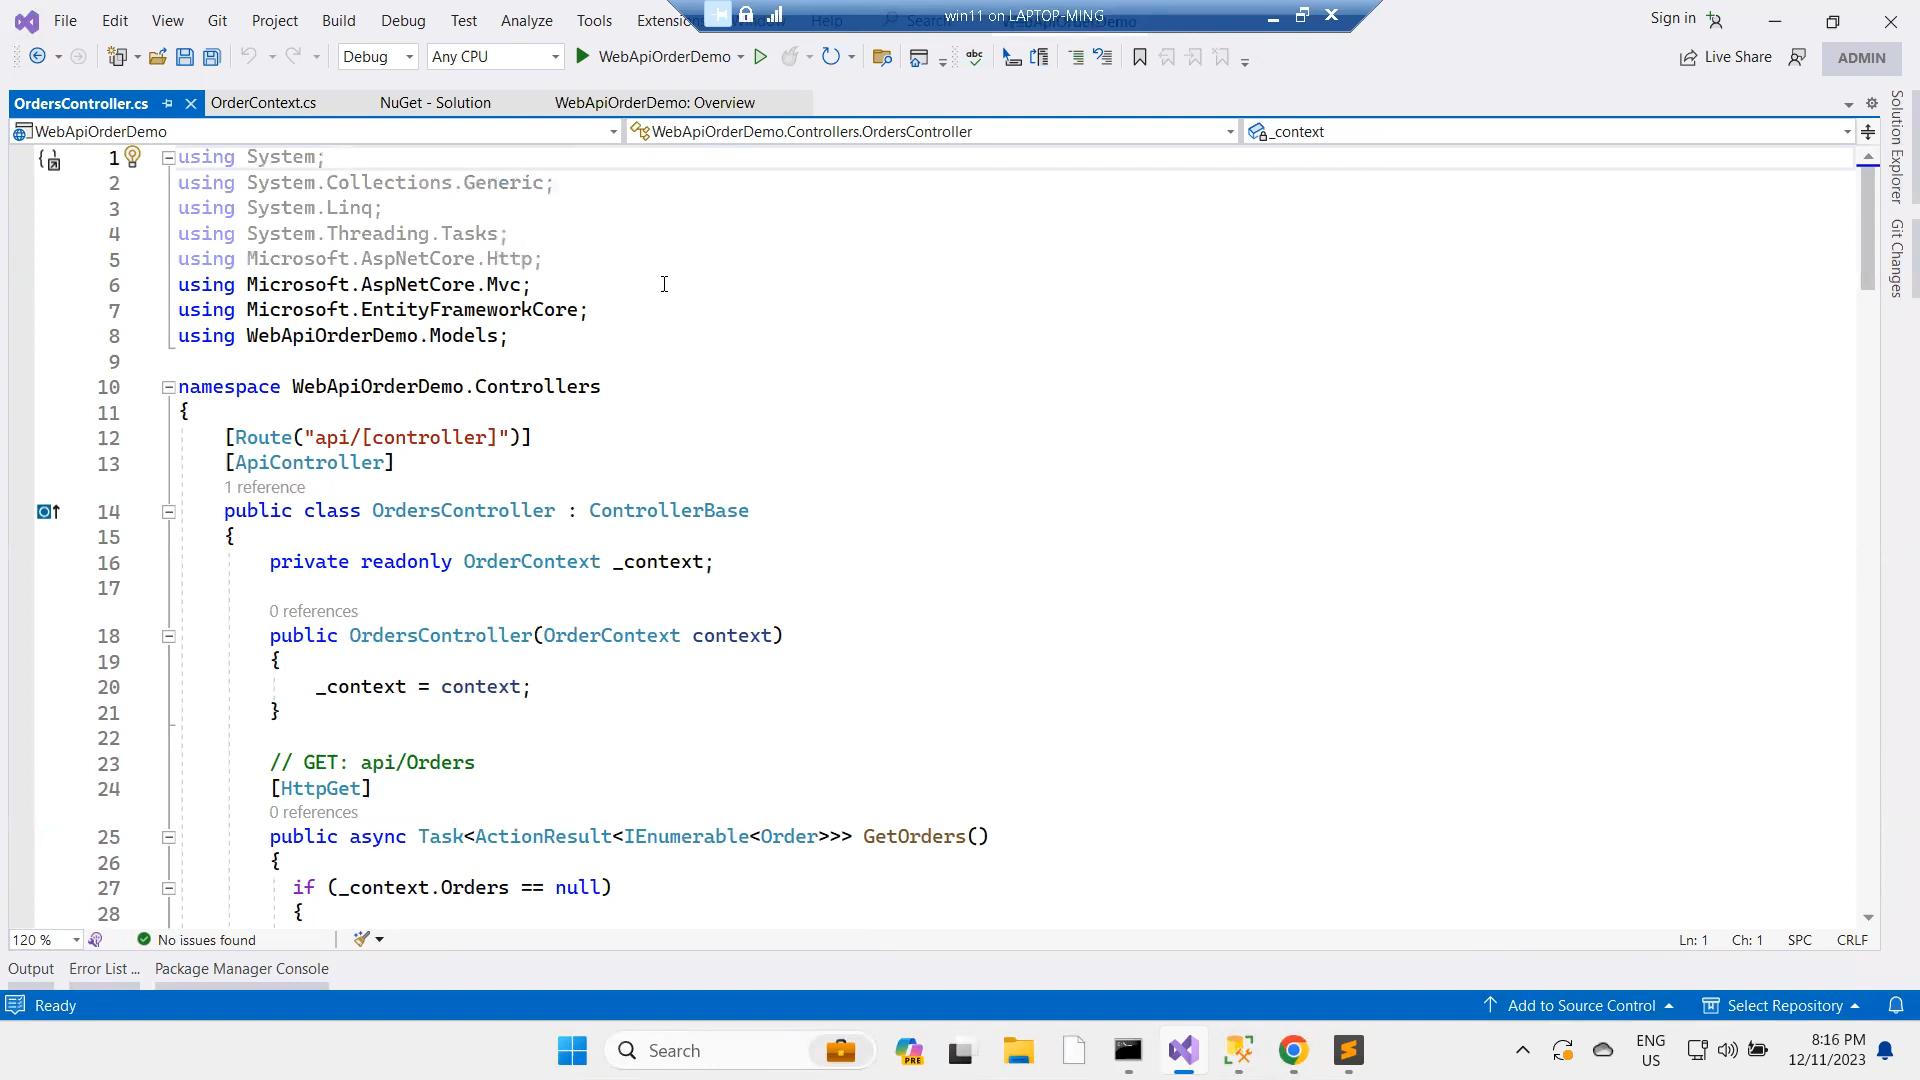 File Edit View Git Project Build Debug Test Analyze Tools Extensions Window Help Search WebApiOrderDemo Sign in
win11 on LAPTOP-MING
Debug Any CPU WebApiOrderDemo Live Share ADMIN
OrdersController.cs OrderContext.cs NuGet - Solution WebApiOrderDemo: Overview
WebApiOrderDemo WebApiOrderDemo.Controllers.OrdersController _context
1 using System;
2 using System.Collections.Generic;
3 using System.Linq;
4 using System.Threading.Tasks;
5 using Microsoft.AspNetCore.Http;
6 using Microsoft.AspNetCore.Mvc;
7 using Microsoft.EntityFrameworkCore;
8 using WebApiOrderDemo.Models;
9
10 namespace WebApiOrderDemo.Controllers
11 {
12 [Route("api/[controller]")]
13 [ApiController]
1 reference
14 public class OrdersController : ControllerBase
15 {
16 private readonly OrderContext _context;
17
0 references
18 public OrdersController(OrderContext context)
19 {
20 _context = context;
21 }
22
23 // GET: api/Orders
24 [HttpGet]
0 references
25 public async Task<ActionResult<IEnumerable<Order>>> GetOrders()
26 {
27 if (_context.Orders == null)
28 {
Solution Explorer
Git Changes
120 % No issues found Ln: 1 Ch: 1 SPC CRLF
Output Error List ... Package Manager Console
Ready Add to Source Control Select Repository
Search PRE ENG 8:16 PM
US 12/11/2023